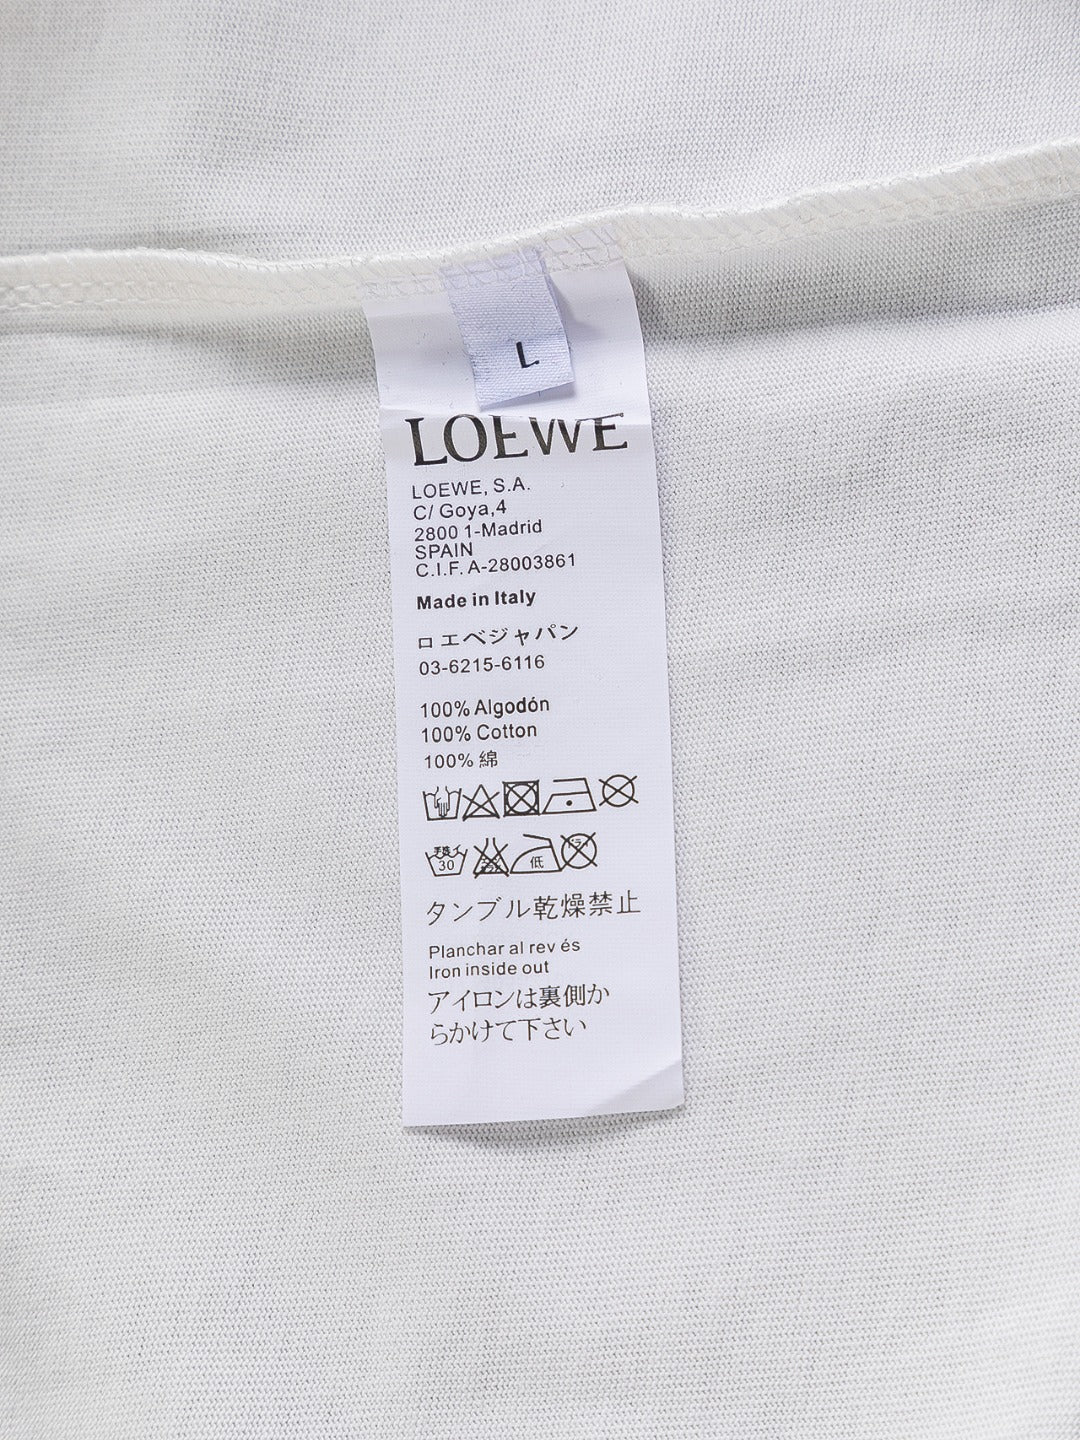 L
LOEWE
LOEWE, S.A.
C/ Goya,4
2800 1-Madrid
SPAIN
C.I.F. A-28003861
Made in Italy
ロエベジャパン
03-6215-6116
100% Algodón
100% Cotton
100% 綿
30
低
タンブル乾燥禁止
Planchar al rev és
Iron inside out
アイロンは裏側か
らかけて下さい